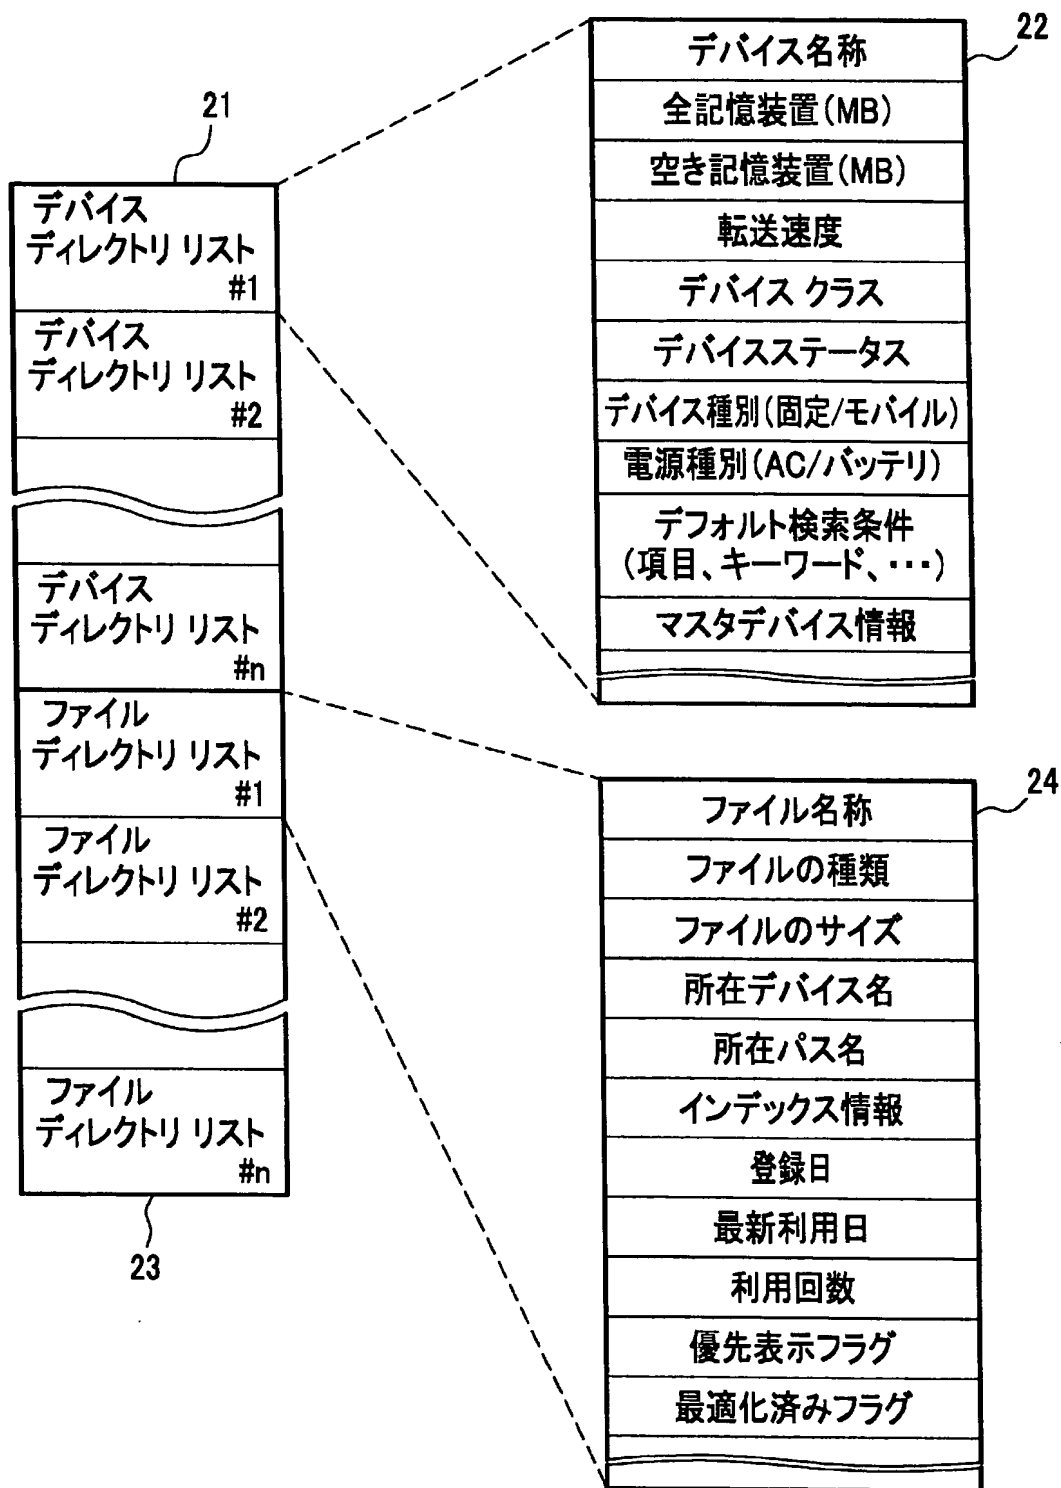 21
デバイス
ディレクトリ リスト
#1
デバイス
ディレクトリ リスト
#2
デバイス
ディレクトリ リスト
#n
ファイル
ディレクトリ リスト
#1
ファイル
ディレクトリ リスト
#2
ファイル
ディレクトリ リスト
#n
23
22
デバイス名称
全記憶装置(MB)
空き記憶装置(MB)
転送速度
デバイス クラス
デバイスステータス
デバイス種別(固定/モバイル)
電源種別(AC/バッテリ)
デフォルト検索条件
(項目、キーワード、・・・)
マスタデバイス情報
24
ファイル名称
ファイルの種類
ファイルのサイズ
所在デバイス名
所在パス名
インデックス情報
登録日
最新利用日
利用回数
優先表示フラグ
最適化済みフラグ